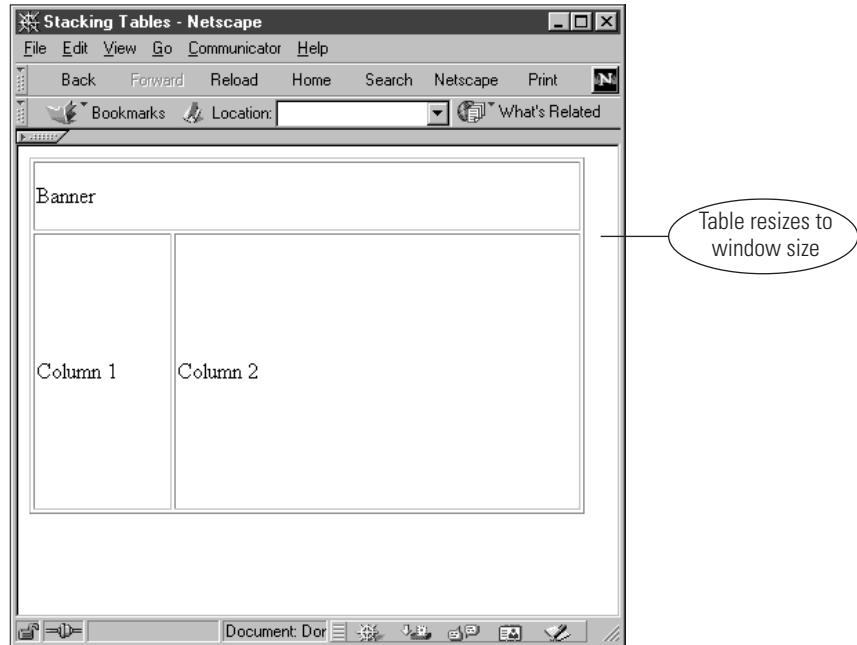 Stacking Tables - Netscape
File Edit View Go Communicator Help
Back Forward Reload Home Search Netscape Print N
Bookmarks Location: What's Related
Banner
Column 1 Column 2
Table resizes to
window size
Document: Dor